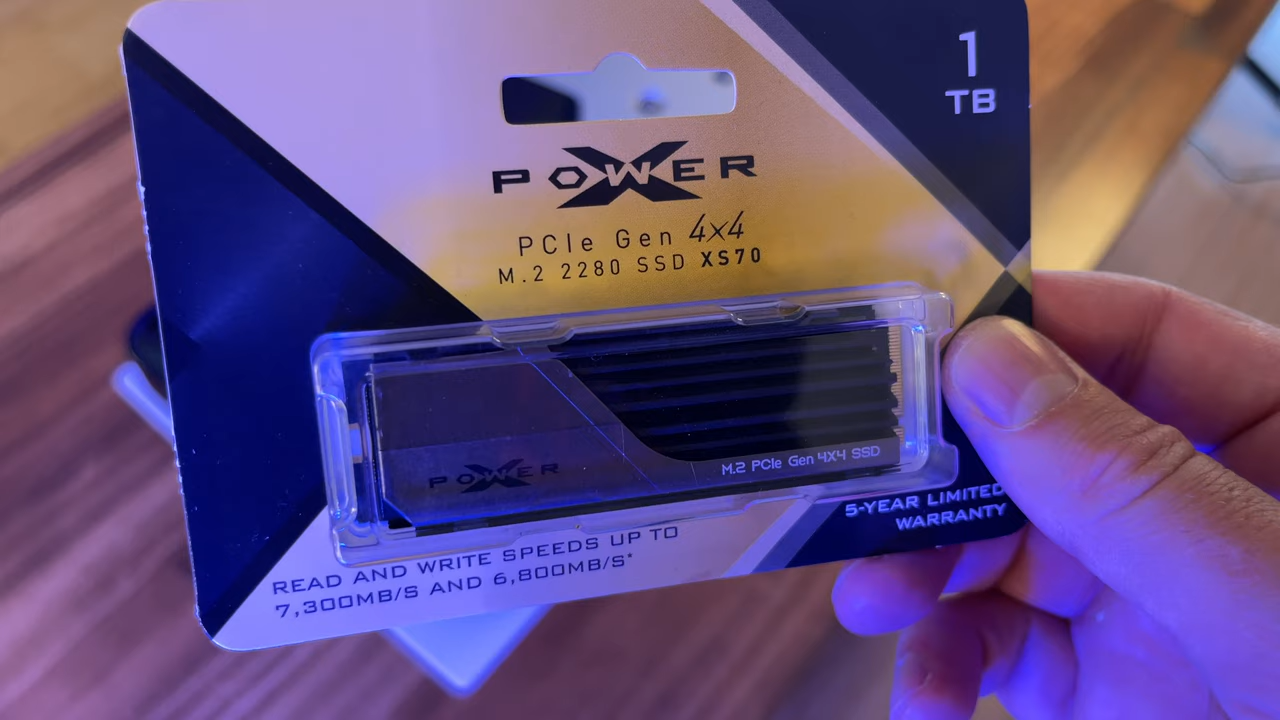 1
TB
POWER
PCIe Gen 4x4
M.2 2280 SSD XS70
POWER
M.2 PCIe Gen 4X4 SSD
5-YEAR LIMITED
WARRANTY
READ AND WRITE SPEEDS UP TO
7,300MB/S AND 6,800MB/S*